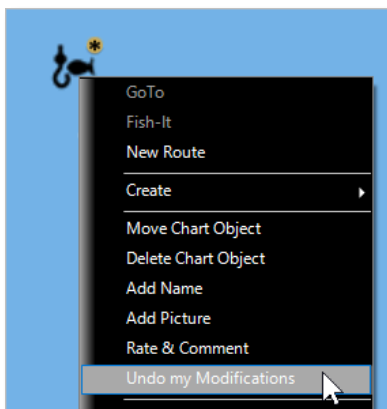 GoTo
Fish-It
New Route
Create
Move Chart Object
Delete Chart Object
Add Name
Add Picture
Rate & Comment
Undo my Modifications